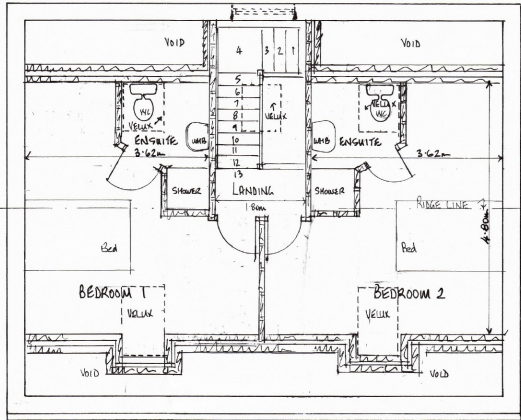 VOID
4 3 2 1
VOID
5
6
7
8
9
10
11
12
13
WC
VELUX
ENSUITE
3·62m
WHB
SHOWER
VELUX
LANDING
1.80m
VELUX
WC
WHB
ENSUITE
3·62m
SHOWER
RIDGE LINE
4.80m
Bed
Bed
BEDROOM 1
BEDROOM 2
VELUX
VELUX
VOID
VOID